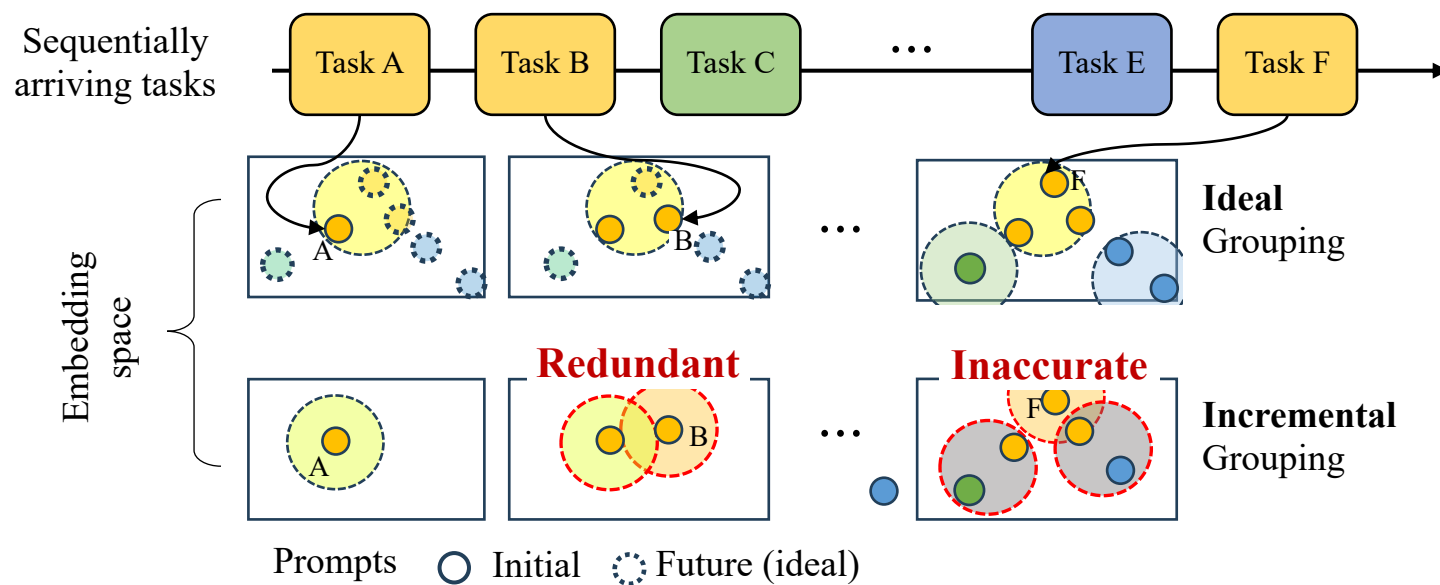 Sequentially
arriving tasks
Task A
Task B
Task C
...
Task E
Task F
Embedding
space
A
B
...
F
Ideal
Grouping
Redundant
Inaccurate
A
B
...
F
Incremental
Grouping
Prompts
Initial
Future (ideal)